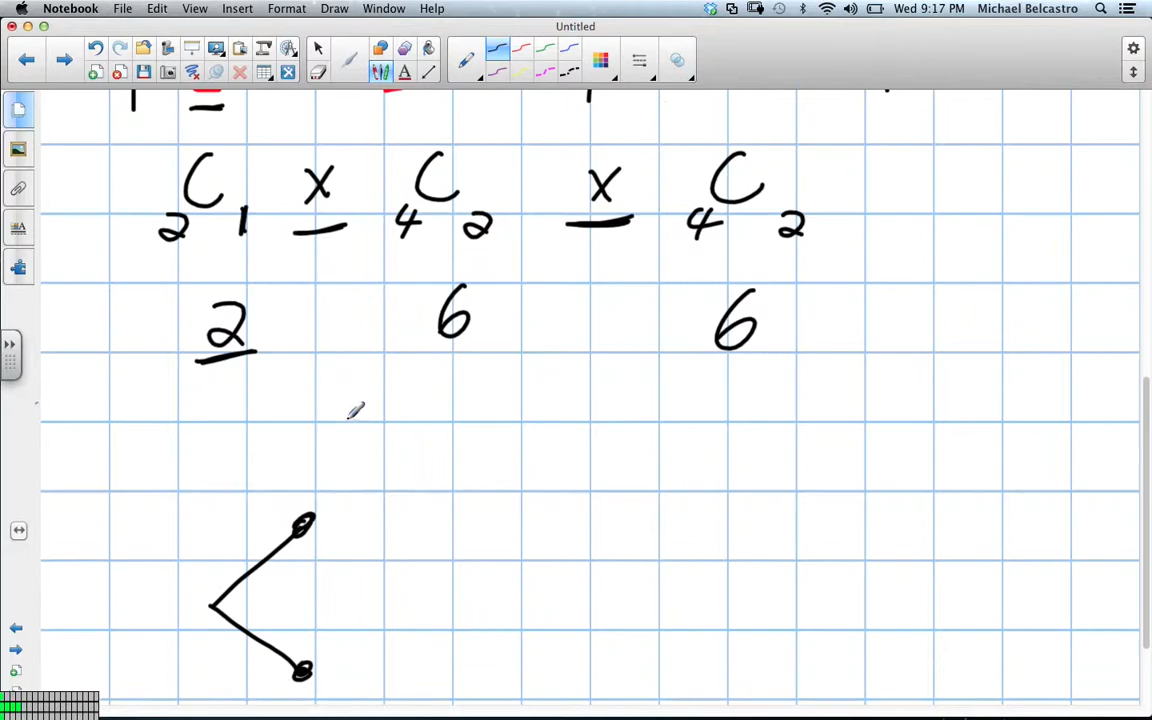 Notebook File Edit View Insert Format Draw Window Help Wed 9:17 PM Michael Belcastro
Untitled
₂C₁ x ₄C₂ x ₄C₂
2 6 6